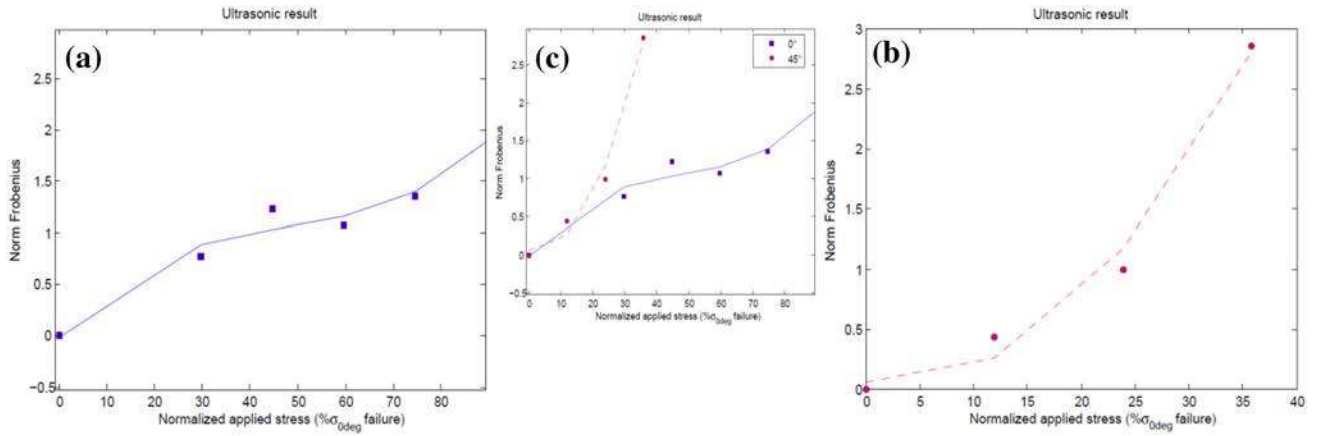 Ultrasonic result
(a)
2.5
2
1.5
1
0.5
0
−0.5
Norm Frobenius
0 10 20 30 40 50 60 70 80
Normalized applied stress (%σ0deg failure)
Ultrasonic result
(c)
0°
45°
3
2.5
2
1.5
1
0.5
0
−0.5
Norm Frobenius
0 10 20 30 40 50 60 70 80
Normalized applied stress (%σ0deg failure)
Ultrasonic result
(b)
3
2.5
2
1.5
1
0.5
0
Norm Frobenius
0 5 10 15 20 25 30 35 40
Normalized applied stress (%σ0deg failure)